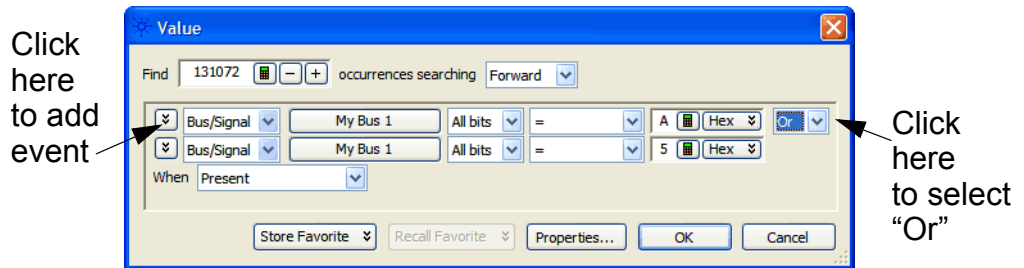 Click
here
to add
event
Value
Find 131072 - + occurrences searching Forward
Bus/Signal My Bus 1 All bits = A Hex Or
Bus/Signal My Bus 1 All bits = 5 Hex
When Present
Store Favorite Recall Favorite Properties... OK Cancel
Click
here
to select
“Or”